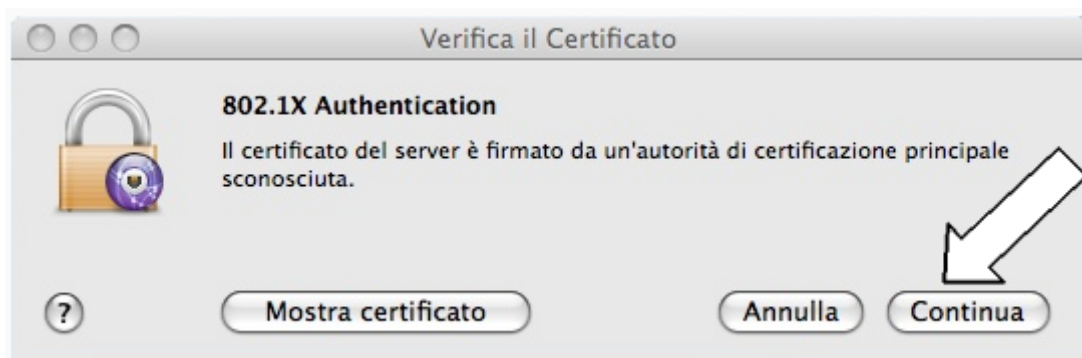 Verifica il Certificato
802.1X Authentication
Il certificato del server è firmato da un'autorità di certificazione principale
sconosciuta.
?
Mostra certificato
Annulla
Continua